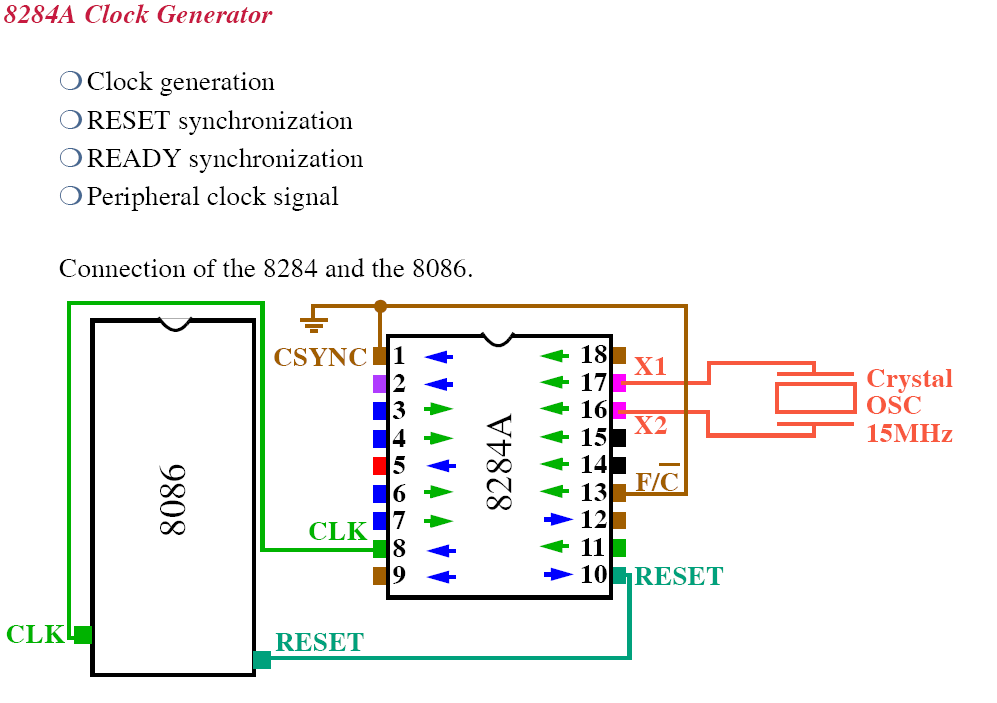 8284A Clock Generator
Clock generation
RESET synchronization
READY synchronization
Peripheral clock signal
Connection of the 8284 and the 8086.
CSYNC
1
2
3
4
5
6
7
8
9
8284A
18
17
16
15
14
13
12
11
10
X1
X2
F/C̅
Crystal
OSC
15MHz
8086
CLK
RESET
CLK
RESET